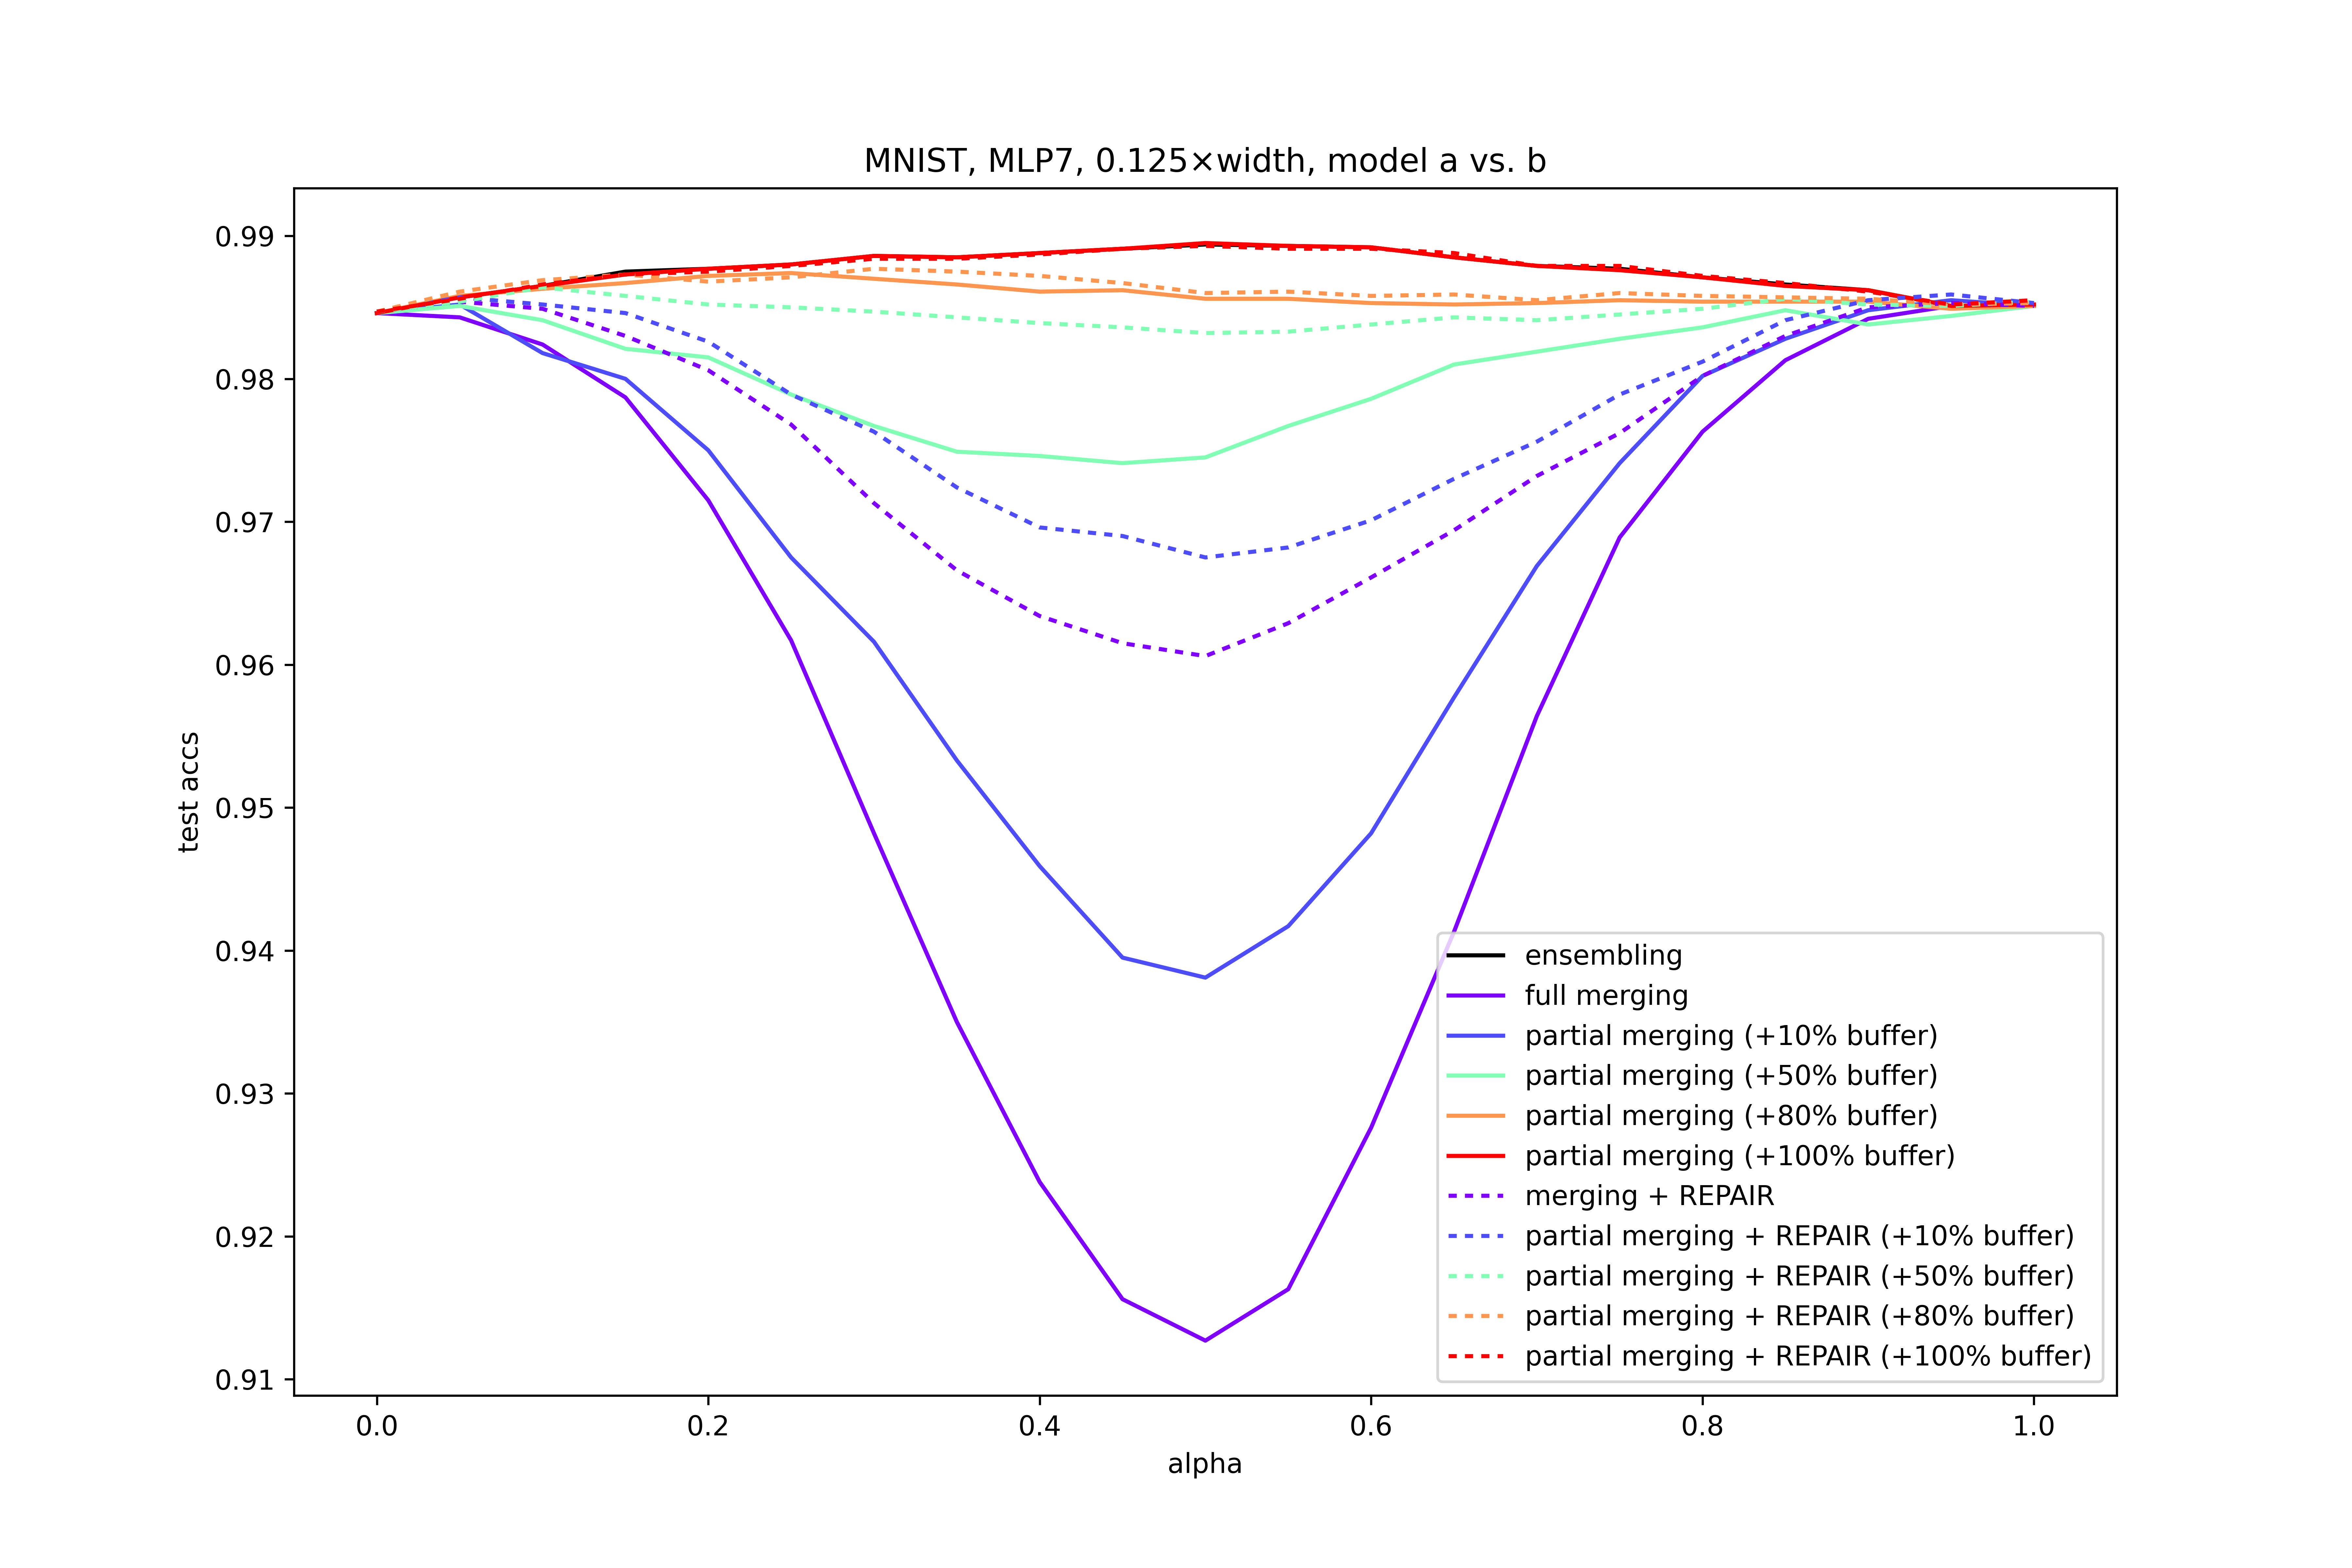 MNIST, MLP7, 0.125×width, model a vs. b
0.99
0.98
0.97
0.96
0.95
0.94
0.93
0.92
0.91
test accs
ensembling
full merging
partial merging (+10% buffer)
partial merging (+50% buffer)
partial merging (+80% buffer)
partial merging (+100% buffer)
merging + REPAIR
partial merging + REPAIR (+10% buffer)
partial merging + REPAIR (+50% buffer)
partial merging + REPAIR (+80% buffer)
partial merging + REPAIR (+100% buffer)
0.0 0.2 0.4 0.6 0.8 1.0
alpha